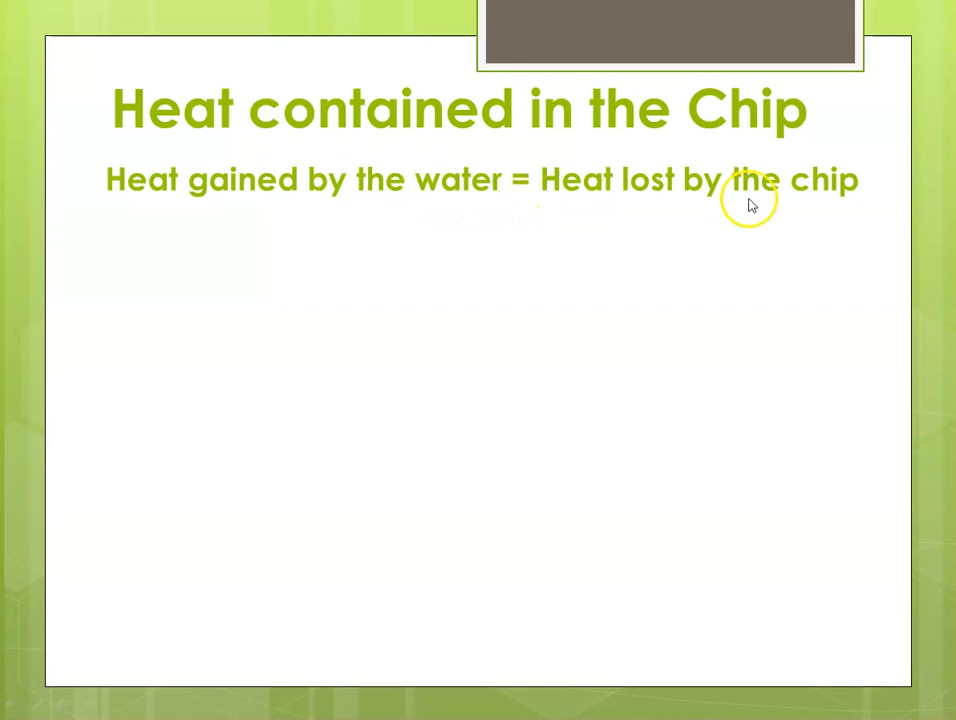 Heat contained in the Chip
Heat gained by the water = Heat lost by the chip